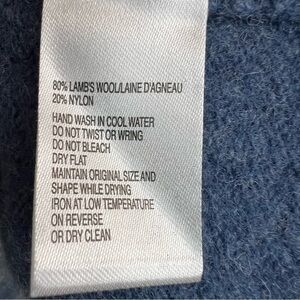 80% LAMB'S WOOL/LAINE D'AGNEAU
20% NYLON
HAND WASH IN COOL WATER
DO NOT TWIST OR WRING
DO NOT BLEACH
DRY FLAT
MAINTAIN ORIGINAL SIZE AND
SHAPE WHILE DRYING
IRON AT LOW TEMPERATURE
ON REVERSE
OR DRY CLEAN